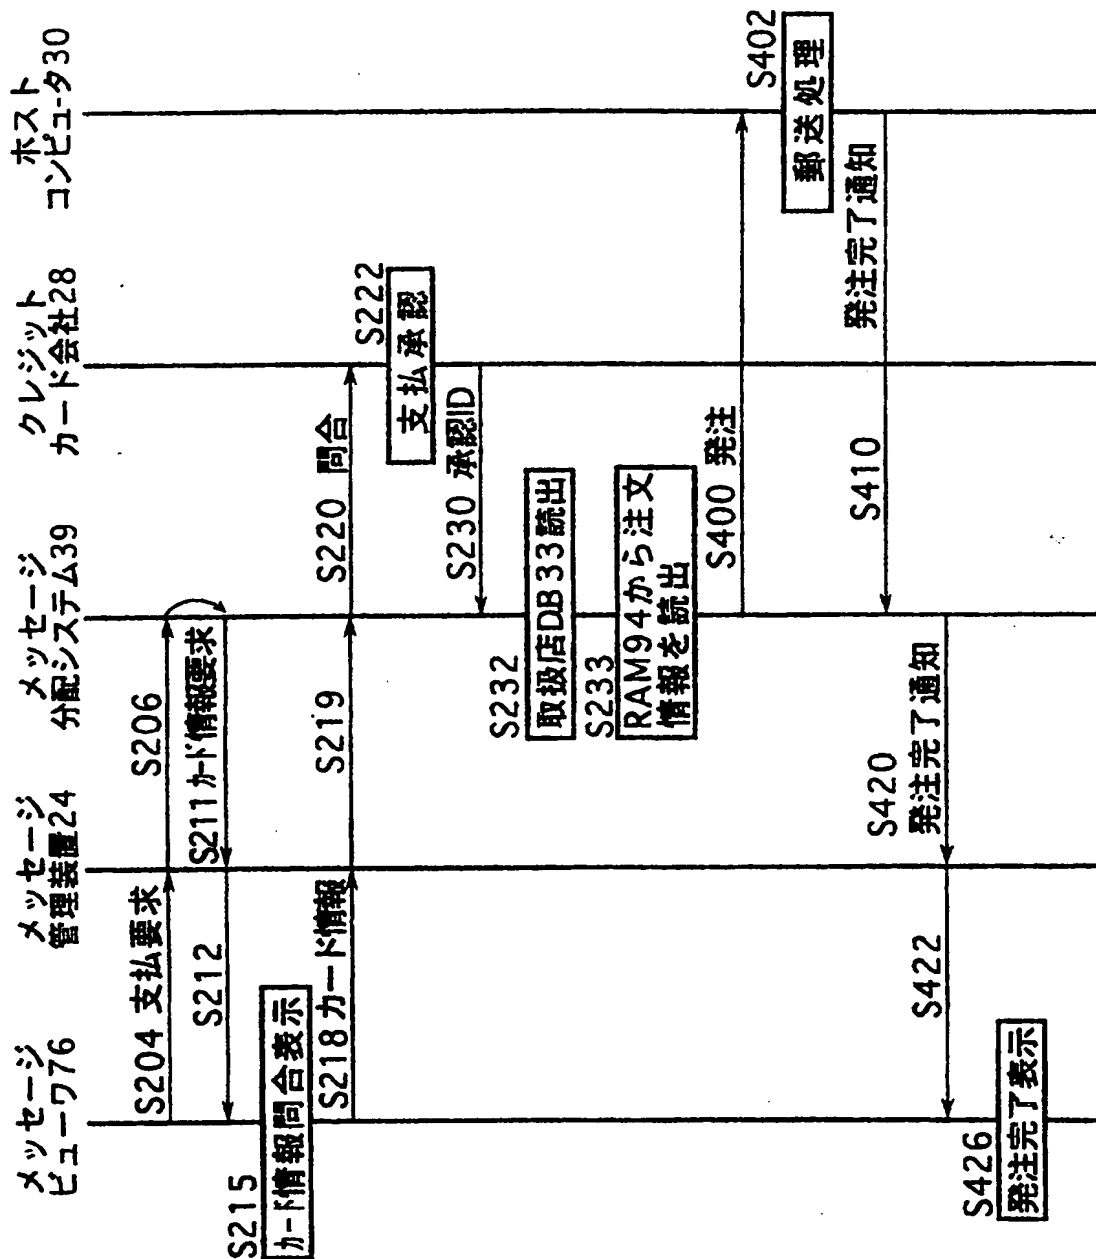 メッセージ
ビューワ76
メッセージ
管理装置24
メッセージ
分配システム39
クレジット
カード会社28
ホスト
コンピュータ30
S204 支払要求
S206
S211 カード情報要求
S212
S215
カード情報問合表示
S218 カード情報
S219
S220 問合
S222
支払承認
S230 承認ID
S232
取扱店DB33読出
S233
RAM94から注文
情報を読出
S400 発注
S402
郵送処理
発注完了通知
S410
S420
発注完了通知
S422
S426
発注完了表示